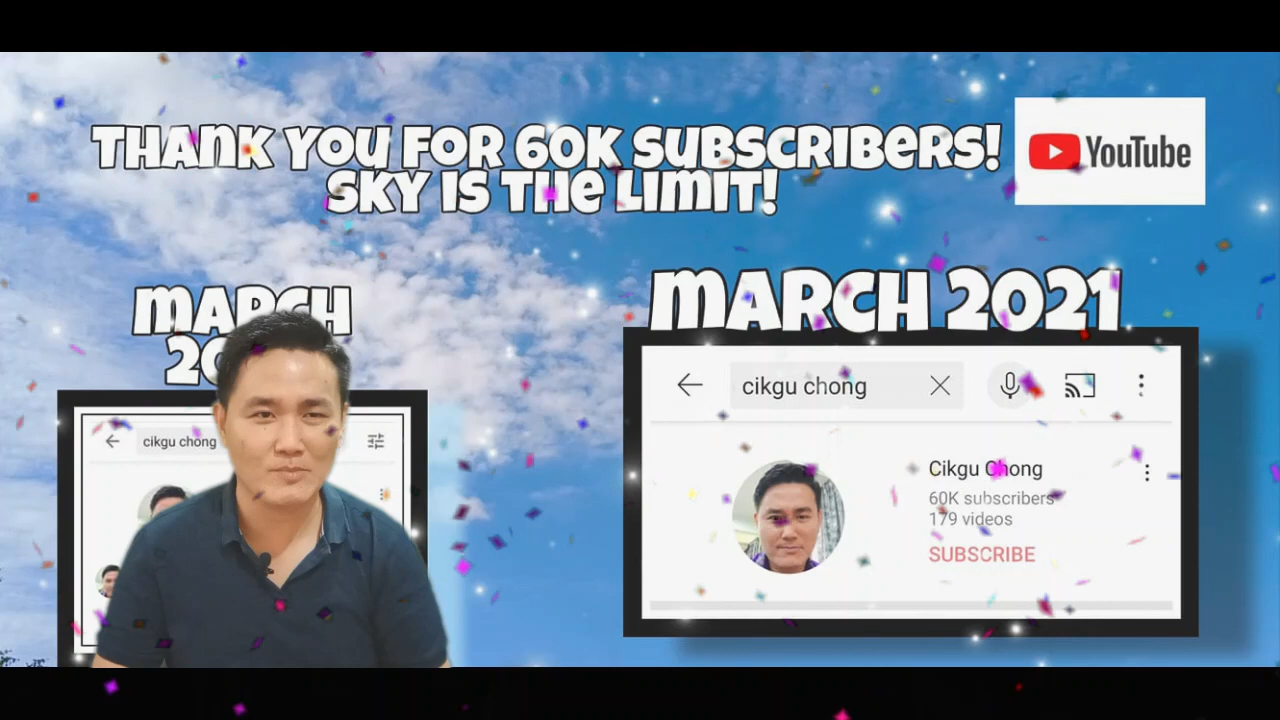 THANK YOU FOR 60K SUBSCRIBERS!
SKY IS THE LIMIT!
YouTube
MARCH
MARCH 2021
cikgu chong
cikgu chong
Cikgu Chong
60K subscribers
179 videos
SUBSCRIBE